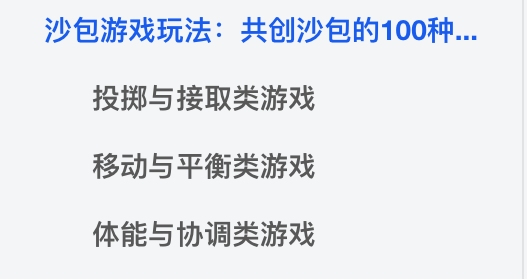 沙包游戏玩法：共创沙包的100种...
投掷与接取类游戏
移动与平衡类游戏
体能与协调类游戏